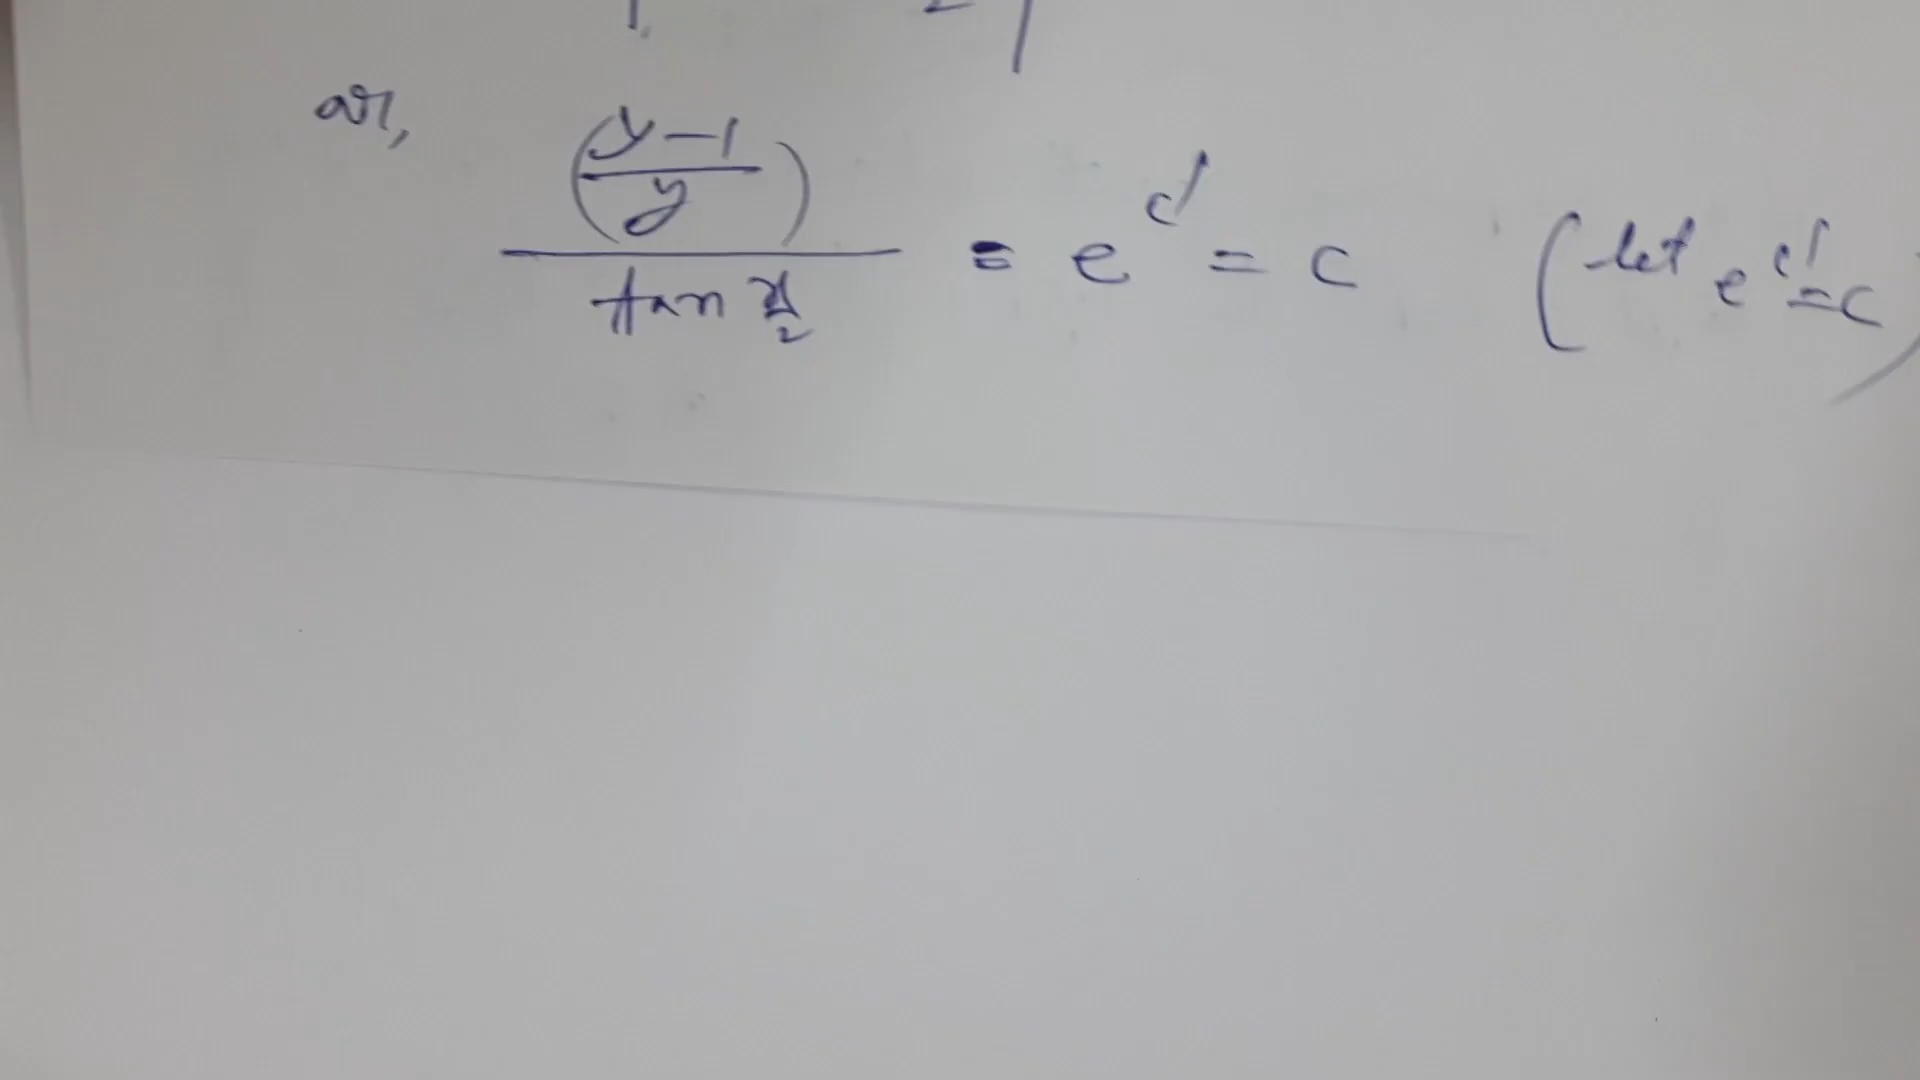 or,
(y-1/y) / tan x/2 = e^c' = c (let e^c' = c)